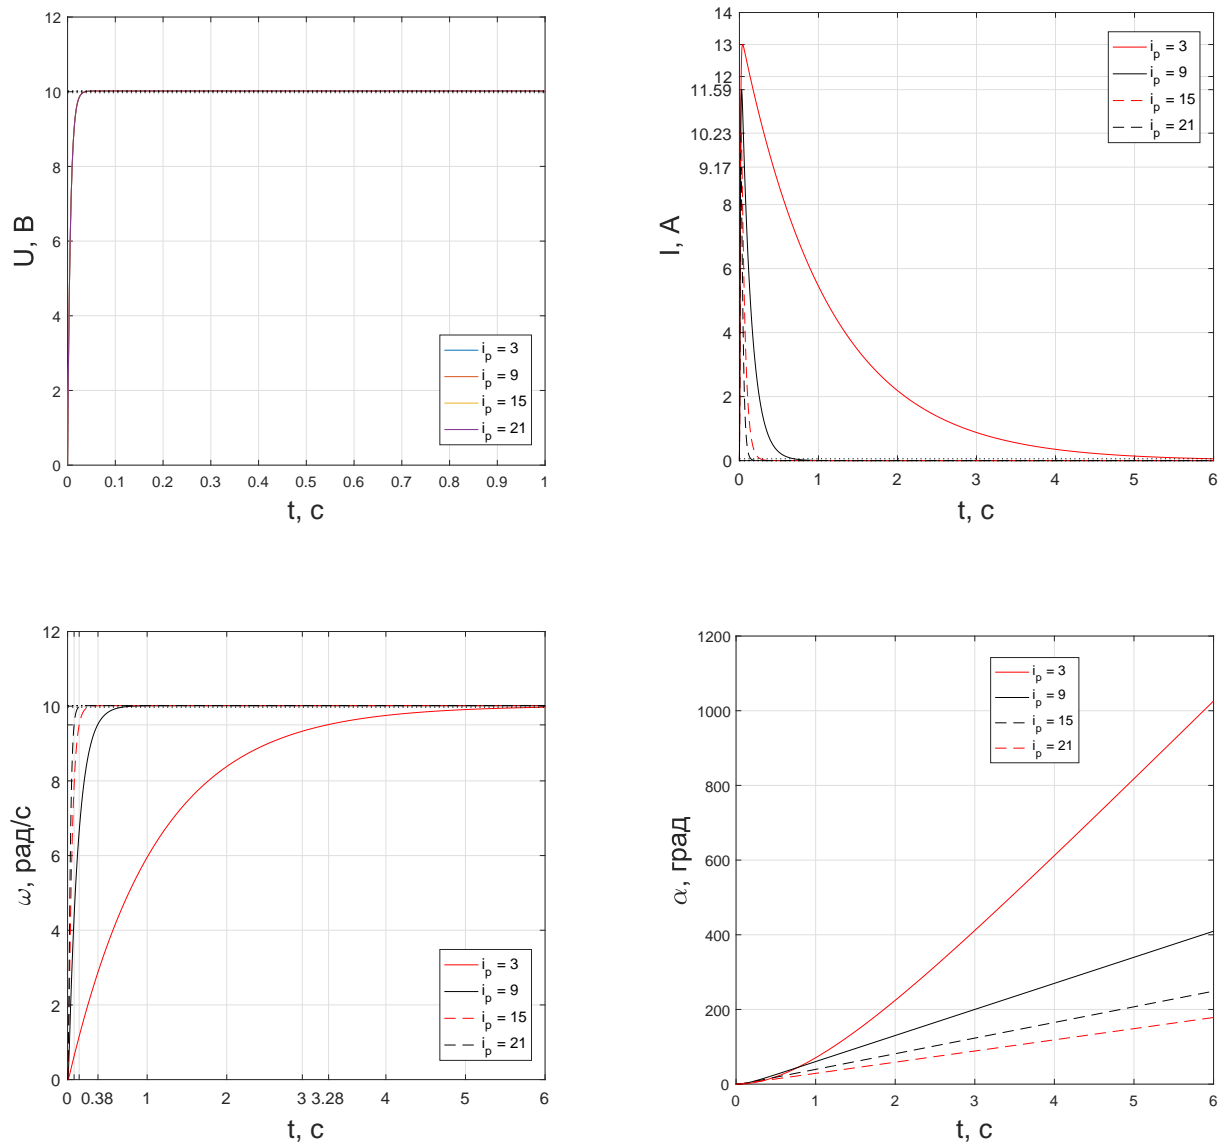 12
10
8
6
4
2
0
U, В
0 0.1 0.2 0.3 0.4 0.5 0.6 0.7 0.8 0.9 1
t, с
i_p = 3
i_p = 9
i_p = 15
i_p = 21
14
13
12
11.59
10.23
9.17
8
6
4
2
0
I, А
0 1 2 3 4 5 6
t, с
i_p = 3
i_p = 9
i_p = 15
i_p = 21
12
10
8
6
4
2
0
ω, рад/с
0 0.38 1 2 3 3.28 4 5 6
t, с
i_p = 3
i_p = 9
i_p = 15
i_p = 21
1200
1000
800
600
400
200
0
α, град
0 1 2 3 4 5 6
t, с
i_p = 3
i_p = 9
i_p = 15
i_p = 21